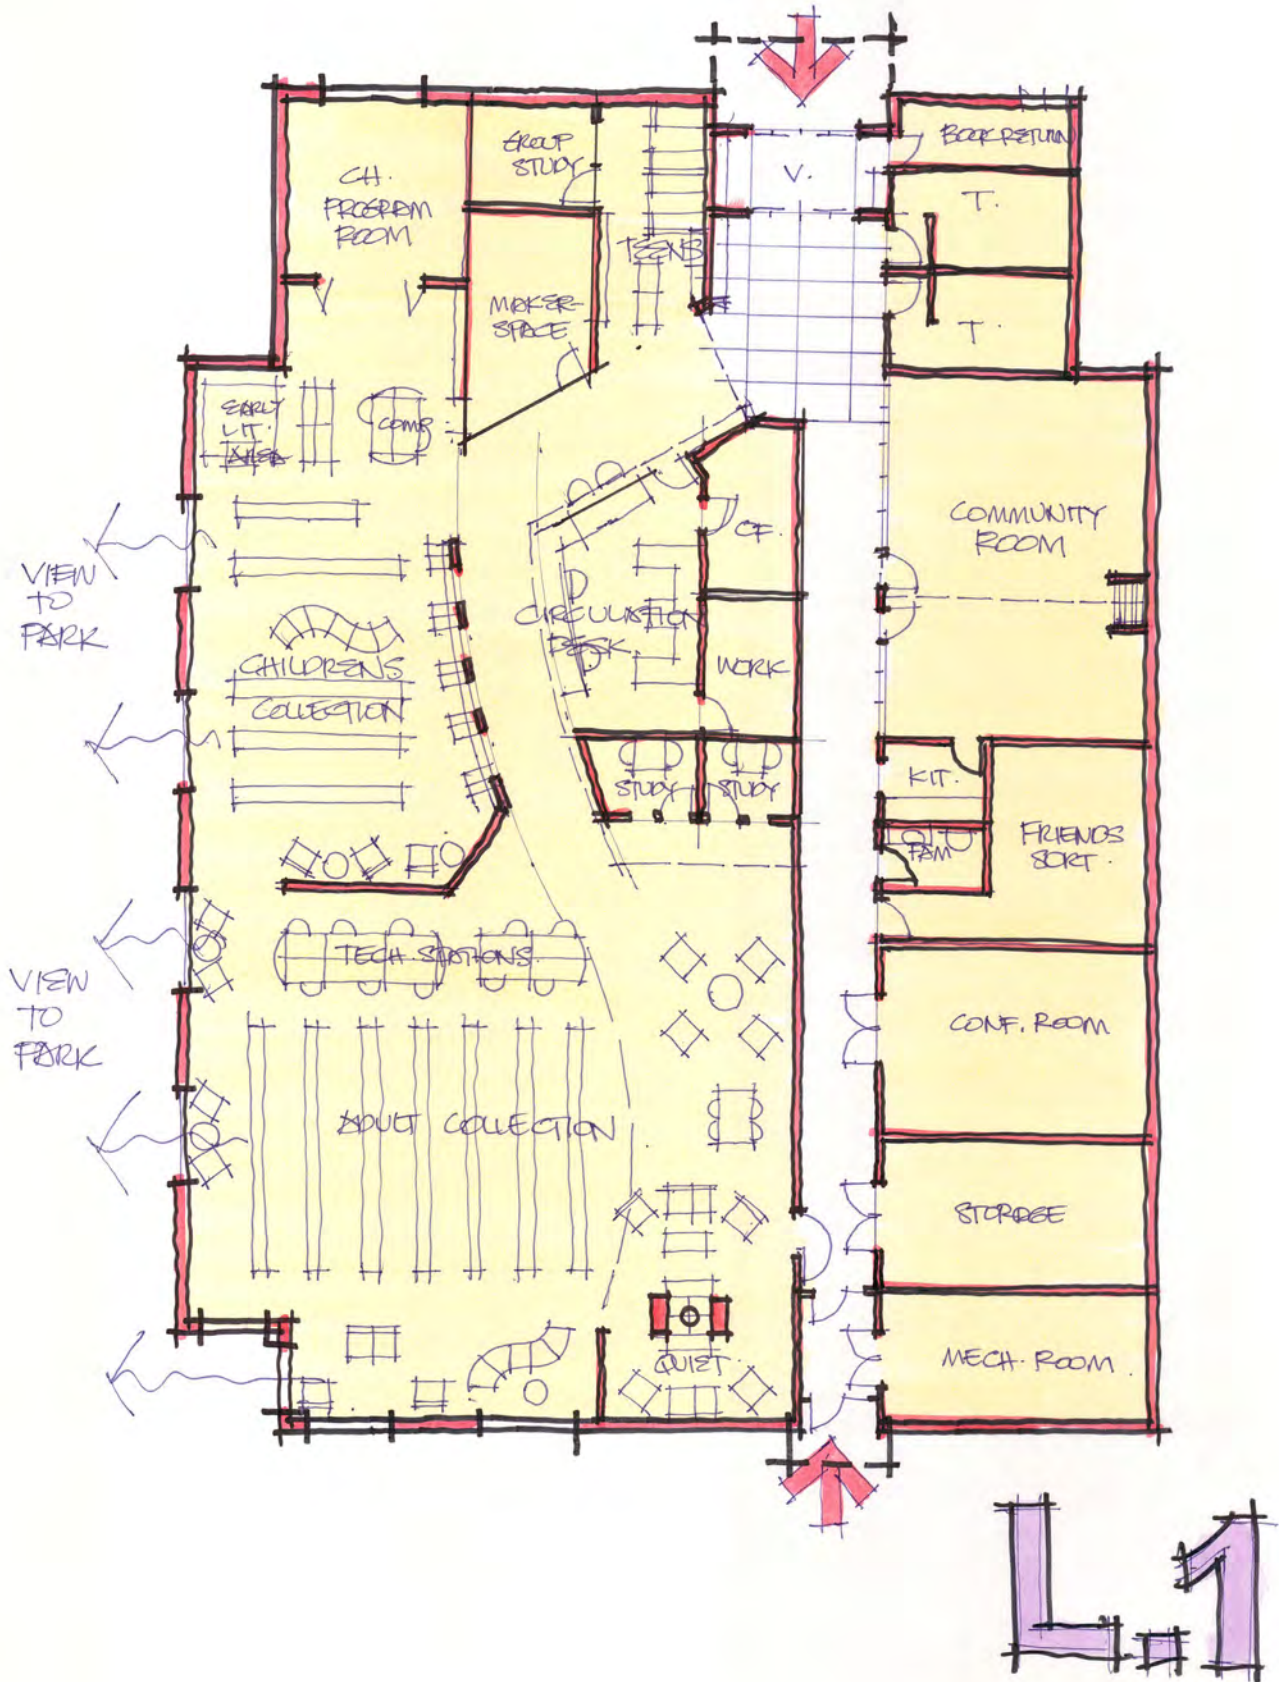 BOOK RETURN
GROUP
STUDY
V.
CH.
PROGRAM
ROOM
T.
TEENS
MAKER-
SPACE
T.
EARLY
LIT.
AREA
COMP
COMMUNITY
ROOM
OF.
VIEW
TO
PARK
CIRCULATION
DESK
CHILDRENS
COLLECTION
WORK
KIT.
STUDY
STUDY
FRIENDS
SORT.
FAM
TECH. STATIONS
VIEW
TO
PARK
CONF. ROOM
ADULT COLLECTION
STORAGE
QUIET.
MECH. ROOM
L.1